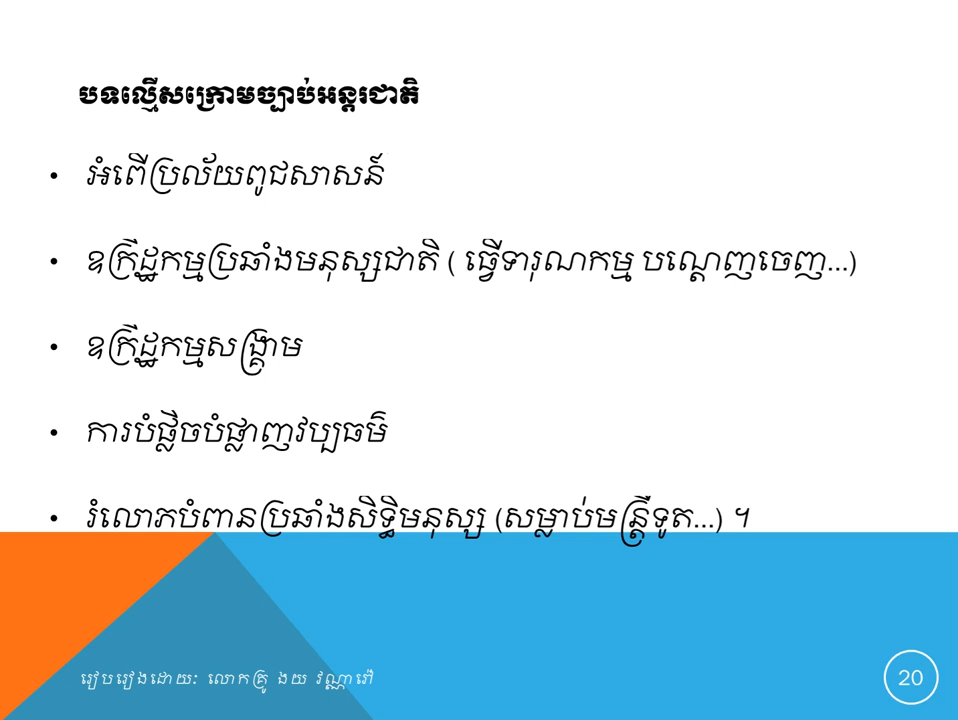 បទល្មើសក្រោមច្បាប់អន្តរជាតិ
• អំពើប្រល័យពូជសាសន៍
• ឧក្រឹដ្ឋកម្មប្រឆាំងមនុស្សជាតិ ( ធ្វើទារុណកម្ម បណ្តេញចេញ...)
• ឧក្រឹដ្ឋកម្មសង្គ្រាម
• ការបំផ្លិចបំផ្លាញវប្បធម៌
• រំលោភបំពានប្រឆាំងសិទ្ធិមនុស្ស (សម្លាប់មន្ត្រីទូត...) ។
រៀបរៀងដោយ: លោកគ្រូ ងយ វណ្ណារ៉ៅ
20